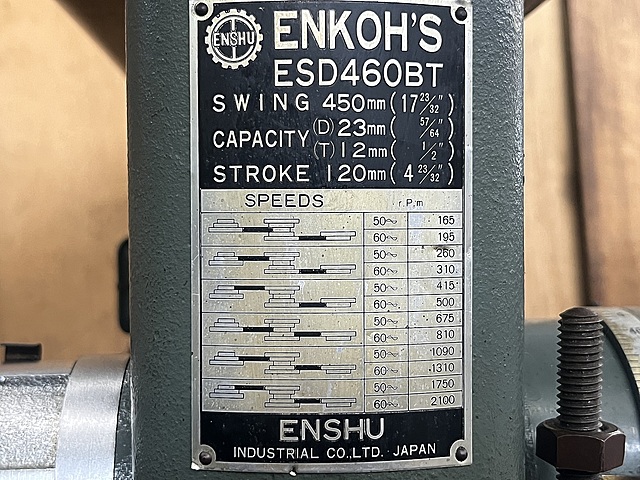 ENSHU
ENKOH'S
ESD460BT
SWING 450mm (17 23/32")
CAPACITY (D) 23mm ( 57/64")
(T) 12mm ( 1/2")
STROKE 120mm ( 4 23/32")
SPEEDS r.P.m
50~ 165
60~ 195
50~ 260
60~ 310
50~ 415
60~ 500
50~ 675
60~ 810
50~ 1090
60~ 1310
50~ 1750
60~ 2100
ENSHU
INDUSTRIAL CO.,LTD. JAPAN